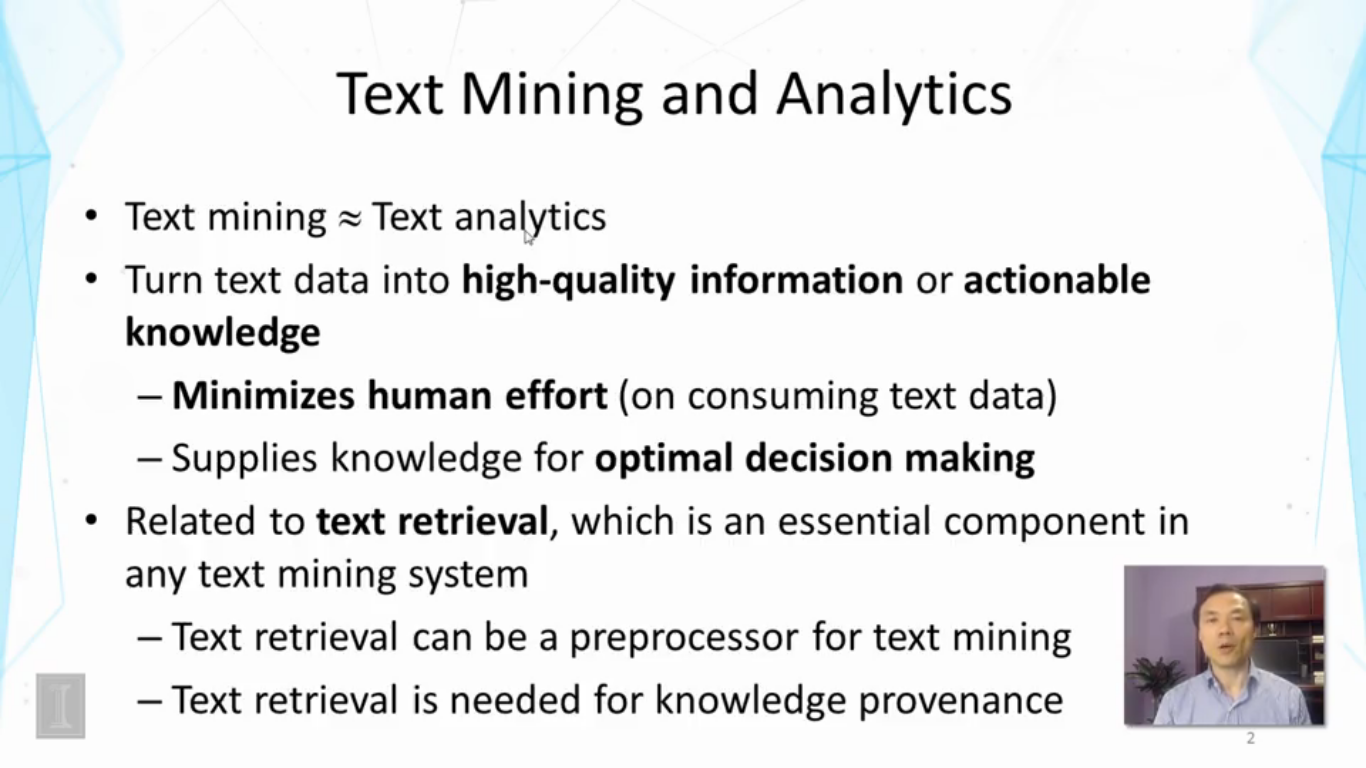 Text Mining and Analytics
• Text mining ≈ Text analytics
• Turn text data into high-quality information or actionable
knowledge
– Minimizes human effort (on consuming text data)
– Supplies knowledge for optimal decision making
• Related to text retrieval, which is an essential component in
any text mining system
– Text retrieval can be a preprocessor for text mining
– Text retrieval is needed for knowledge provenance
I
2